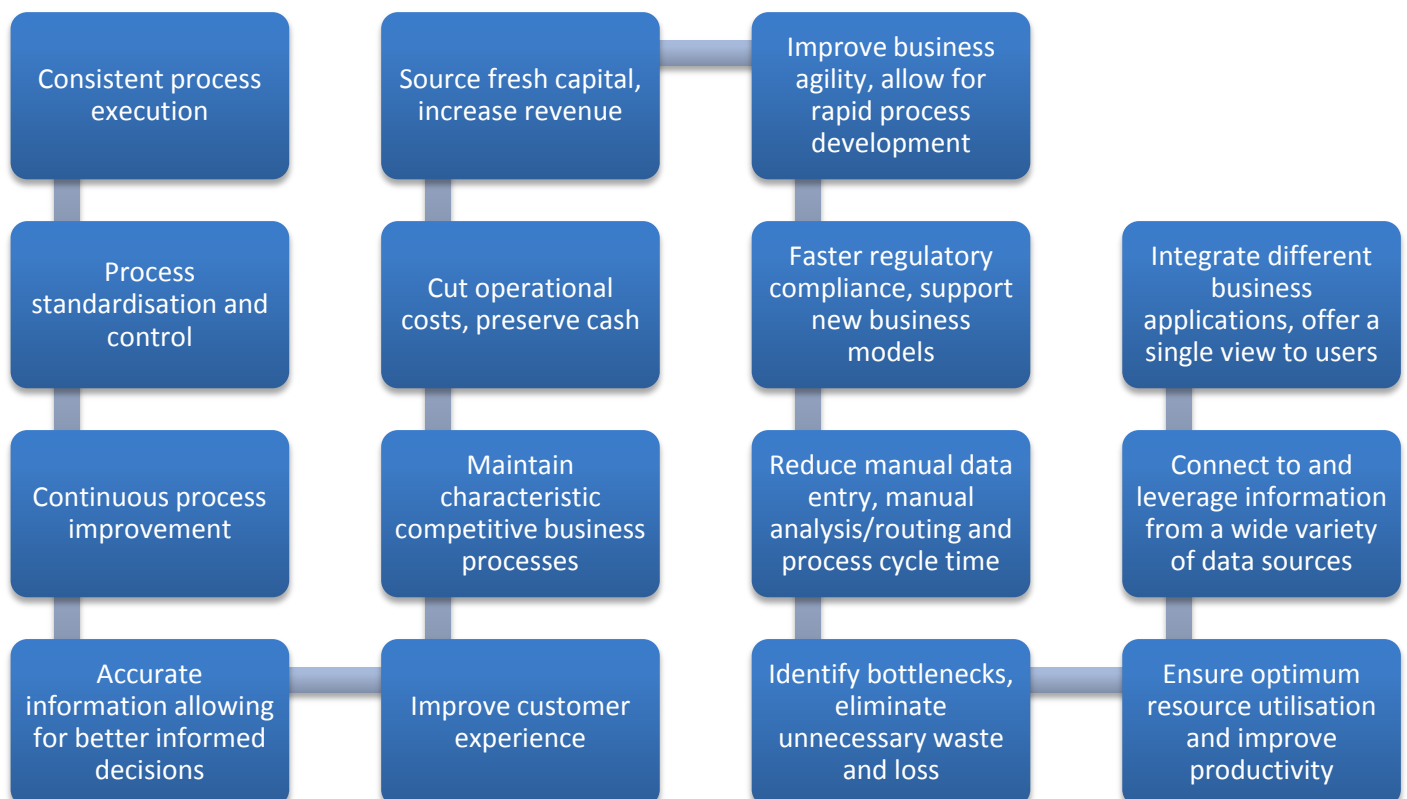 Consistent process
execution
Process
standardisation and
control
Continuous process
improvement
Accurate
information allowing
for better informed
decisions
Improve customer
experience
Maintain
characteristic
competitive business
processes
Cut operational
costs, preserve cash
Source fresh capital,
increase revenue
Improve business
agility, allow for
rapid process
development
Faster regulatory
compliance, support
new business
models
Reduce manual data
entry, manual
analysis/routing and
process cycle time
Identify bottlenecks,
eliminate
unnecessary waste
and loss
Ensure optimum
resource utilisation
and improve
productivity
Connect to and
leverage information
from a wide variety
of data sources
Integrate different
business
applications, offer a
single view to users